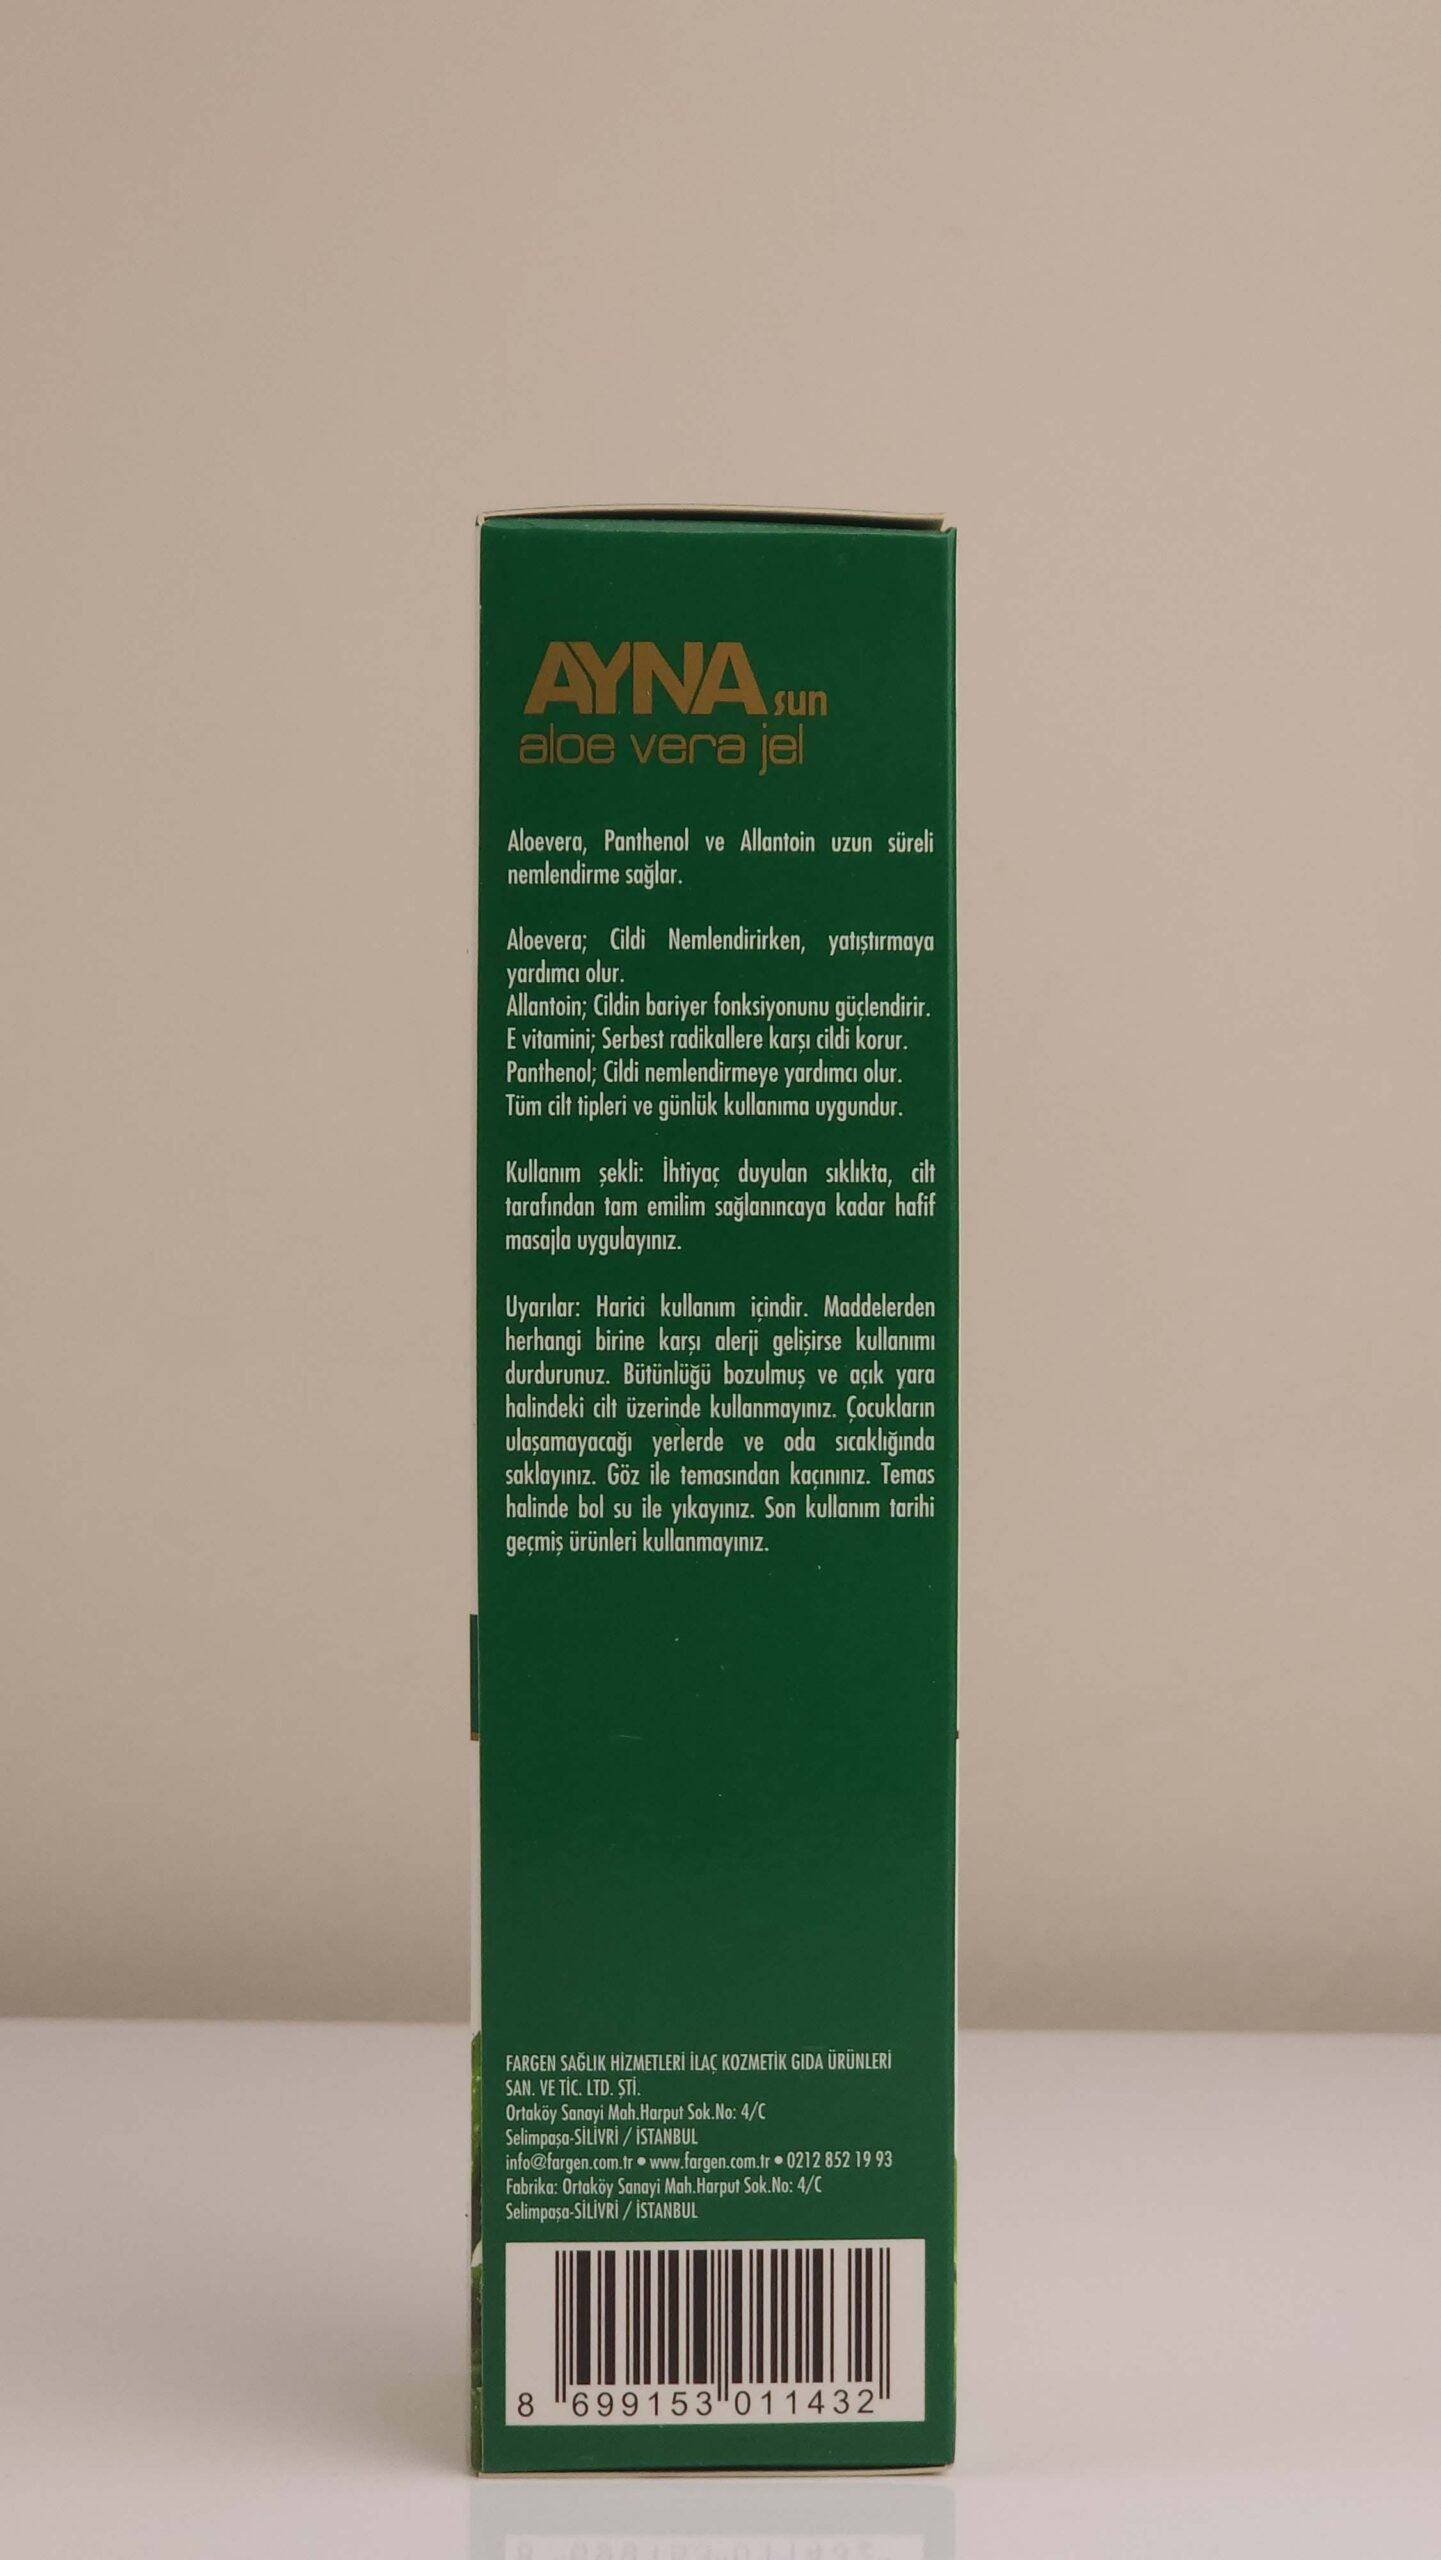 AYNA sun
aloe vera jel
Aloevera, Panthenol ve Allantoin uzun süreli
nemlendirme sağlar.
Aloevera; Cildi Nemlendirirken, yatıştırmaya
yardımcı olur.
Allantoin; Cildin bariyer fonksiyonunu güçlendirir.
E vitamini; Serbest radikallere karşı cildi korur.
Panthenol; Cildi nemlendirmeye yardımcı olur.
Tüm cilt tipleri ve günlük kullanıma uygundur.
Kullanım şekli: İhtiyaç duyulan sıklıkta, cilt
tarafından tam emilim sağlanıncaya kadar hafif
masajla uygulayınız.
Uyarılar: Harici kullanım içindir. Maddelerden
herhangi birine karşı alerji gelişirse kullanımı
durdurunuz. Bütünlüğü bozulmuş ve açık yara
halindeki cilt üzerinde kullanmayınız. Çocukların
ulaşamayacağı yerlerde ve oda sıcaklığında
saklayınız. Göz ile temasından kaçınınız. Temas
halinde bol su ile yıkayınız. Son kullanım tarihi
geçmiş ürünleri kullanmayınız.
FARGEN SAĞLIK HİZMETLERİ İLAÇ KOZMETİK GIDA ÜRÜNLERİ
SAN. VE TİC. LTD. ŞTİ.
Ortaköy Sanayi Mah.Harput Sok.No: 4/C
Selimpaşa-SİLİVRİ / İSTANBUL
info@fargen.com.tr • www.fargen.com.tr • 0212 852 19 93
Fabrika: Ortaköy Sanayi Mah.Harput Sok.No: 4/C
Selimpaşa-SİLİVRİ / İSTANBUL
8 699153 011432